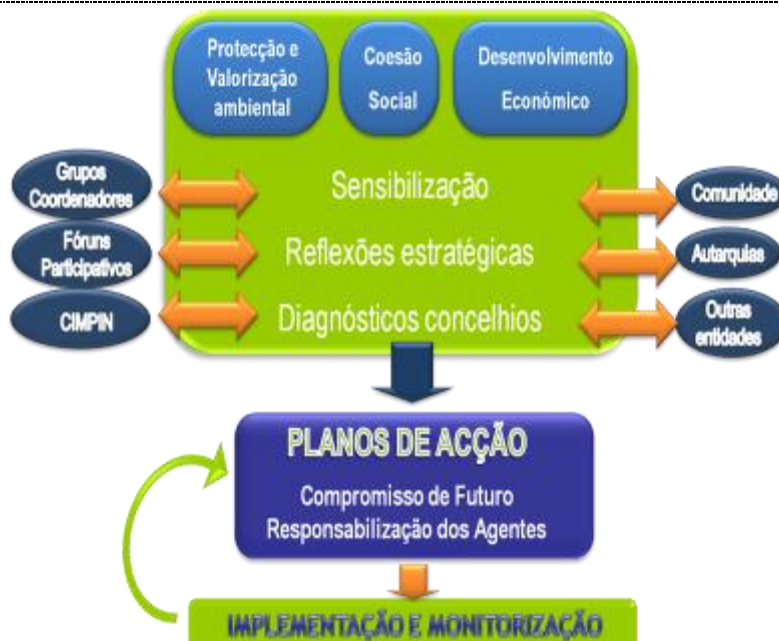 Protecção e
Valorização
ambiental
Coesão
Social
Desenvolvimento
Económico
Grupos
Coordenadores
Sensibilização
Comunidade
Fóruns
Participativos
Reflexões estratégicas
Autarquias
CIMPIN
Diagnósticos concelhios
Outras
entidades
PLANOS DE ACÇÃO
Compromisso de Futuro
Responsabilização dos Agentes
IMPLEMENTAÇÃO E MONITORIZAÇÃO